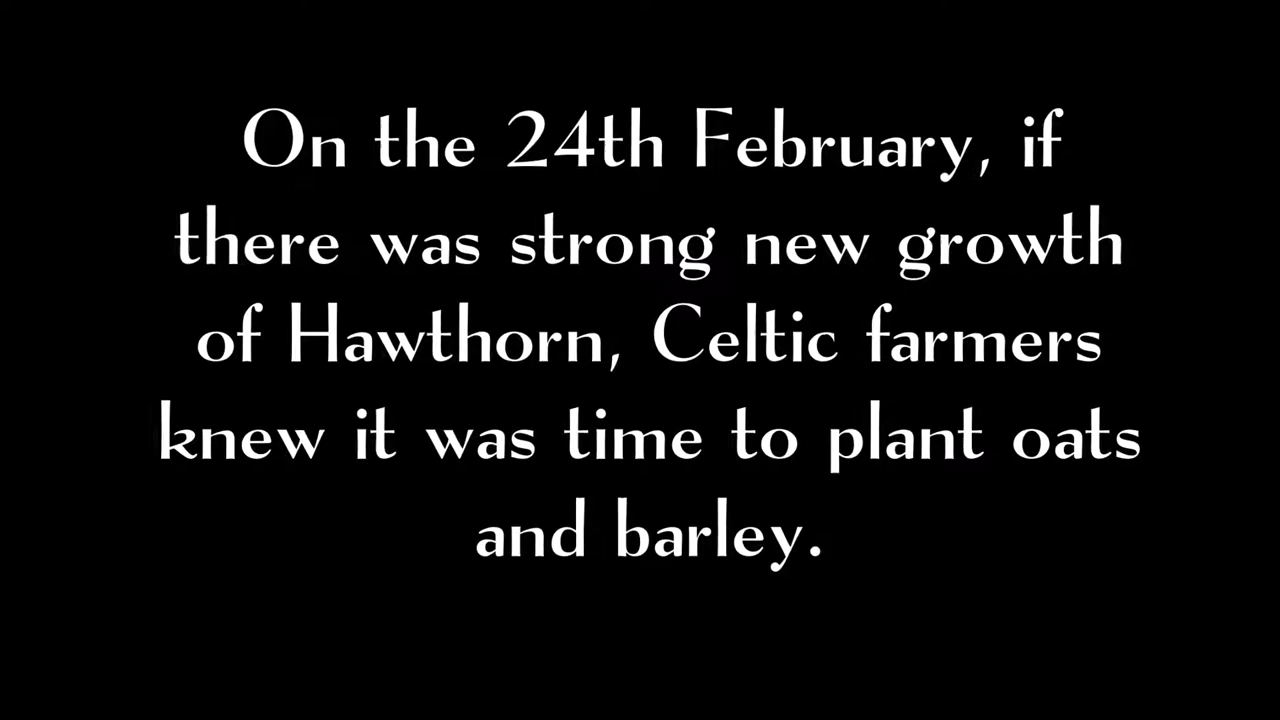 On the 24th February, if
there was strong new growth
of Hawthorn, Celtic farmers
knew it was time to plant oats
and barley.